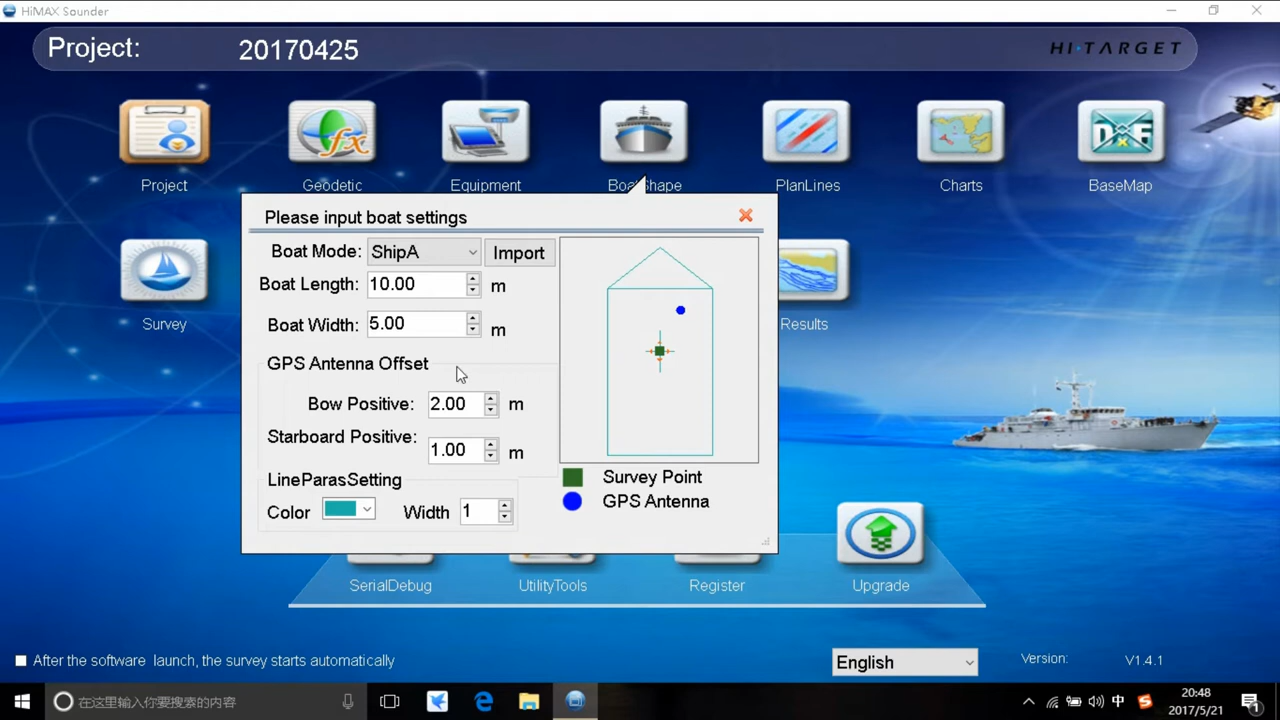 HiMAX Sounder
Project: 20170425
HI·TARGET
Project
Geodetic
Equipment
BoatShape
PlanLines
Charts
BaseMap
Please input boat settings
Boat Mode: ShipA Import
Boat Length: 10.00 m
Boat Width: 5.00 m
GPS Antenna Offset
Bow Positive: 2.00 m
Starboard Positive: 1.00 m
LineParasSetting
Color Width 1
Survey Point
GPS Antenna
Survey
Results
SerialDebug
UtilityTools
Register
Upgrade
After the software launch, the survey starts automatically
English
Version: V1.4.1
在这里输入你要搜索的内容
中
20:48
2017/5/21
1